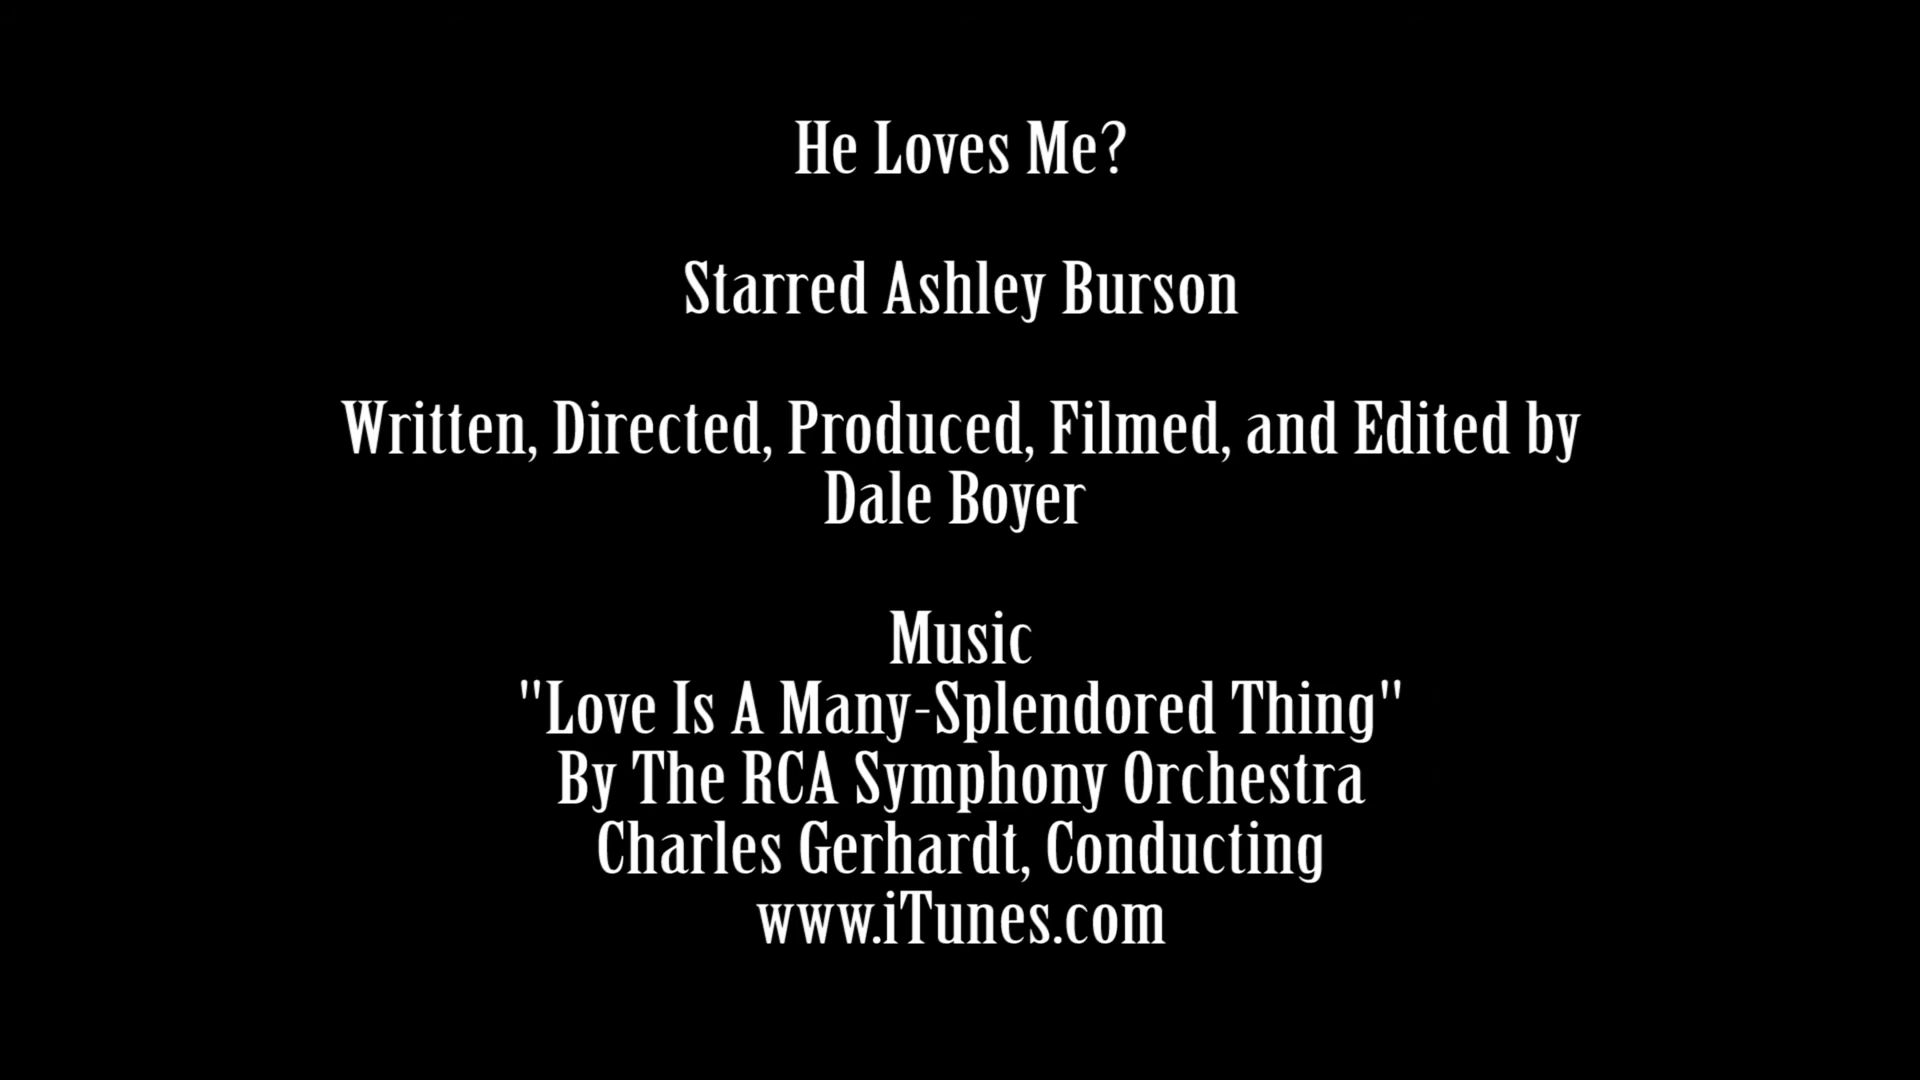 He Loves Me?
Starred Ashley Burson
Written, Directed, Produced, Filmed, and Edited by
Dale Boyer
Music
"Love Is A Many-Splendored Thing"
By The RCA Symphony Orchestra
Charles Gerhardt, Conducting
www.iTunes.com